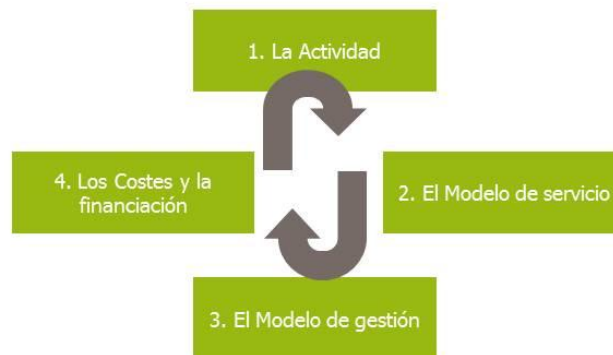 1. La Actividad
2. El Modelo de servicio
3. El Modelo de gestión
4. Los Costes y la
financiación